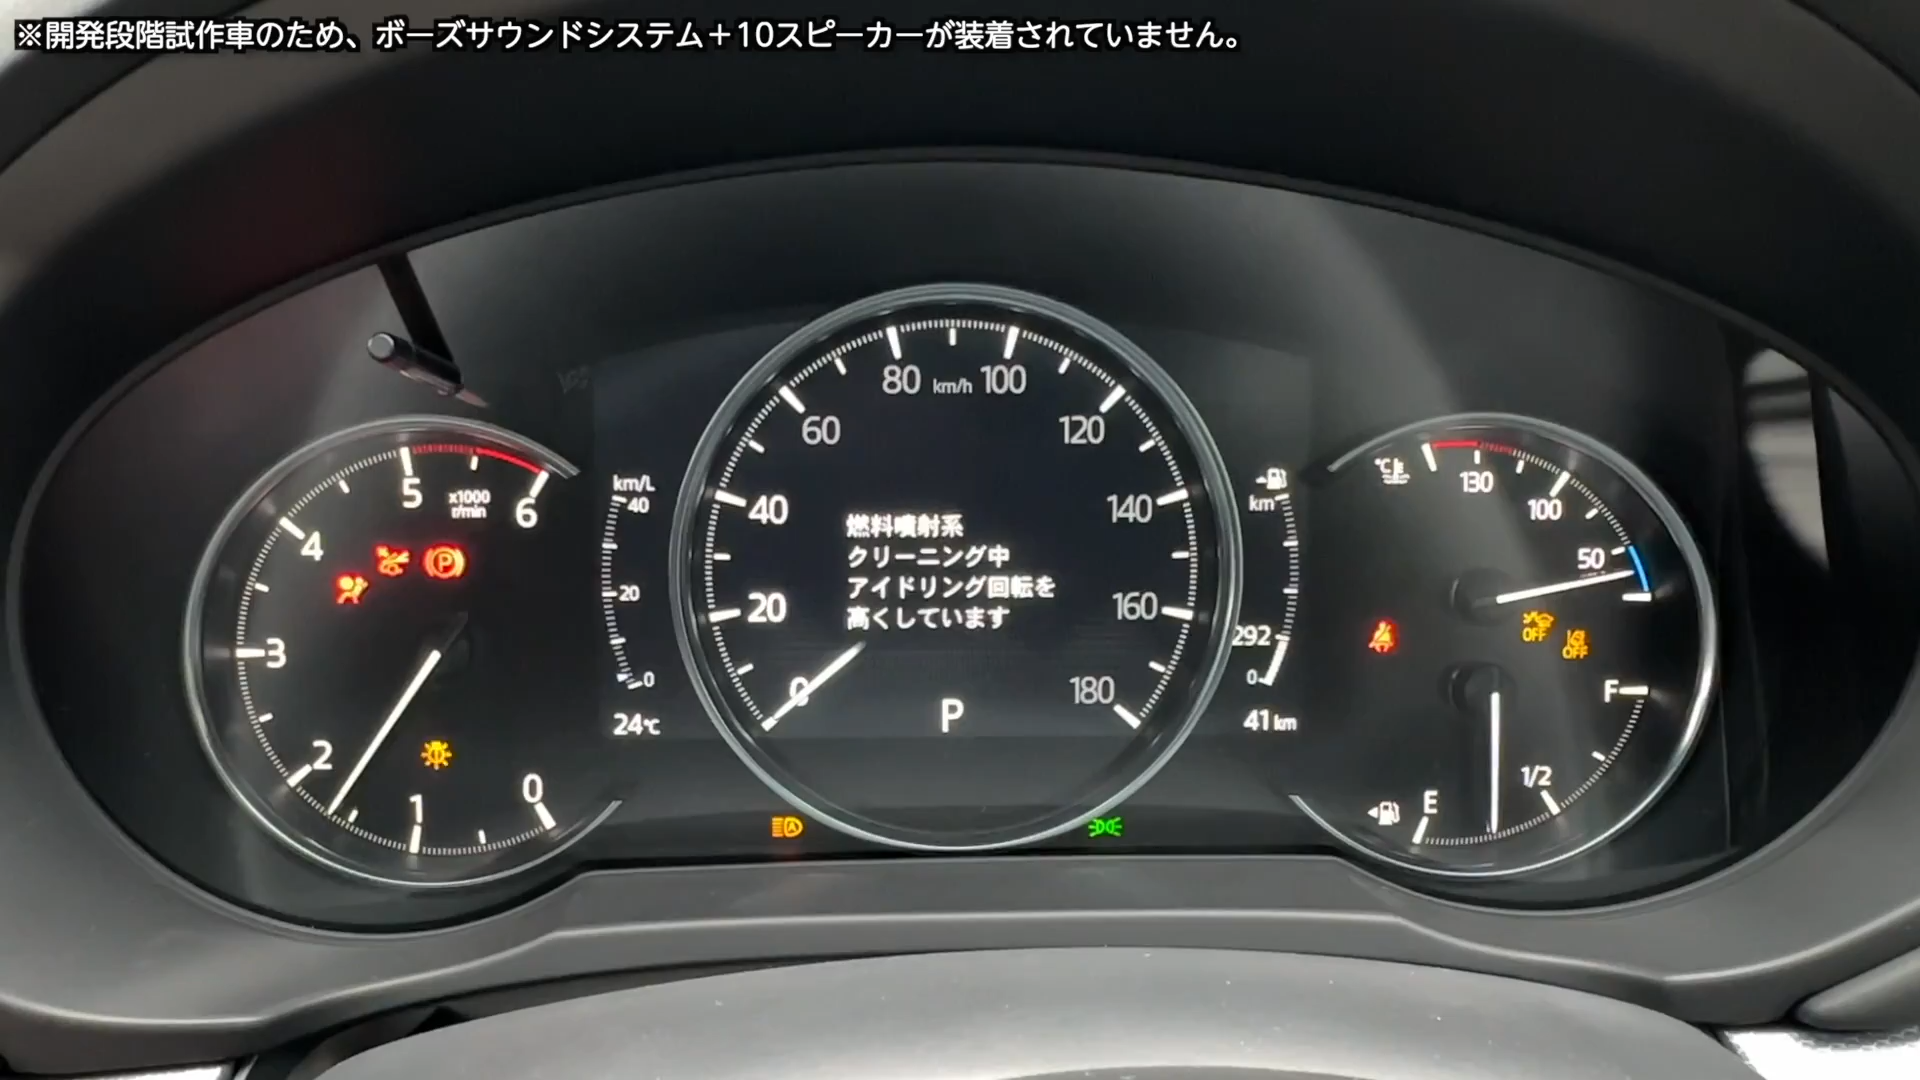 ※開発段階試作車のため、ボーズサウンドシステム＋10スピーカーが装着されていません。
5
x1000
r/min
6
4
3
2
1
0
km/L
40
20
0
24℃
80
km/h
100
60
120
40
140
20
160
0
180
燃料噴射系
クリーニング中
アイドリング回転を
高くしています
P
km
292
0
41 km
℃
130
100
50
OFF
OFF
F
1/2
E